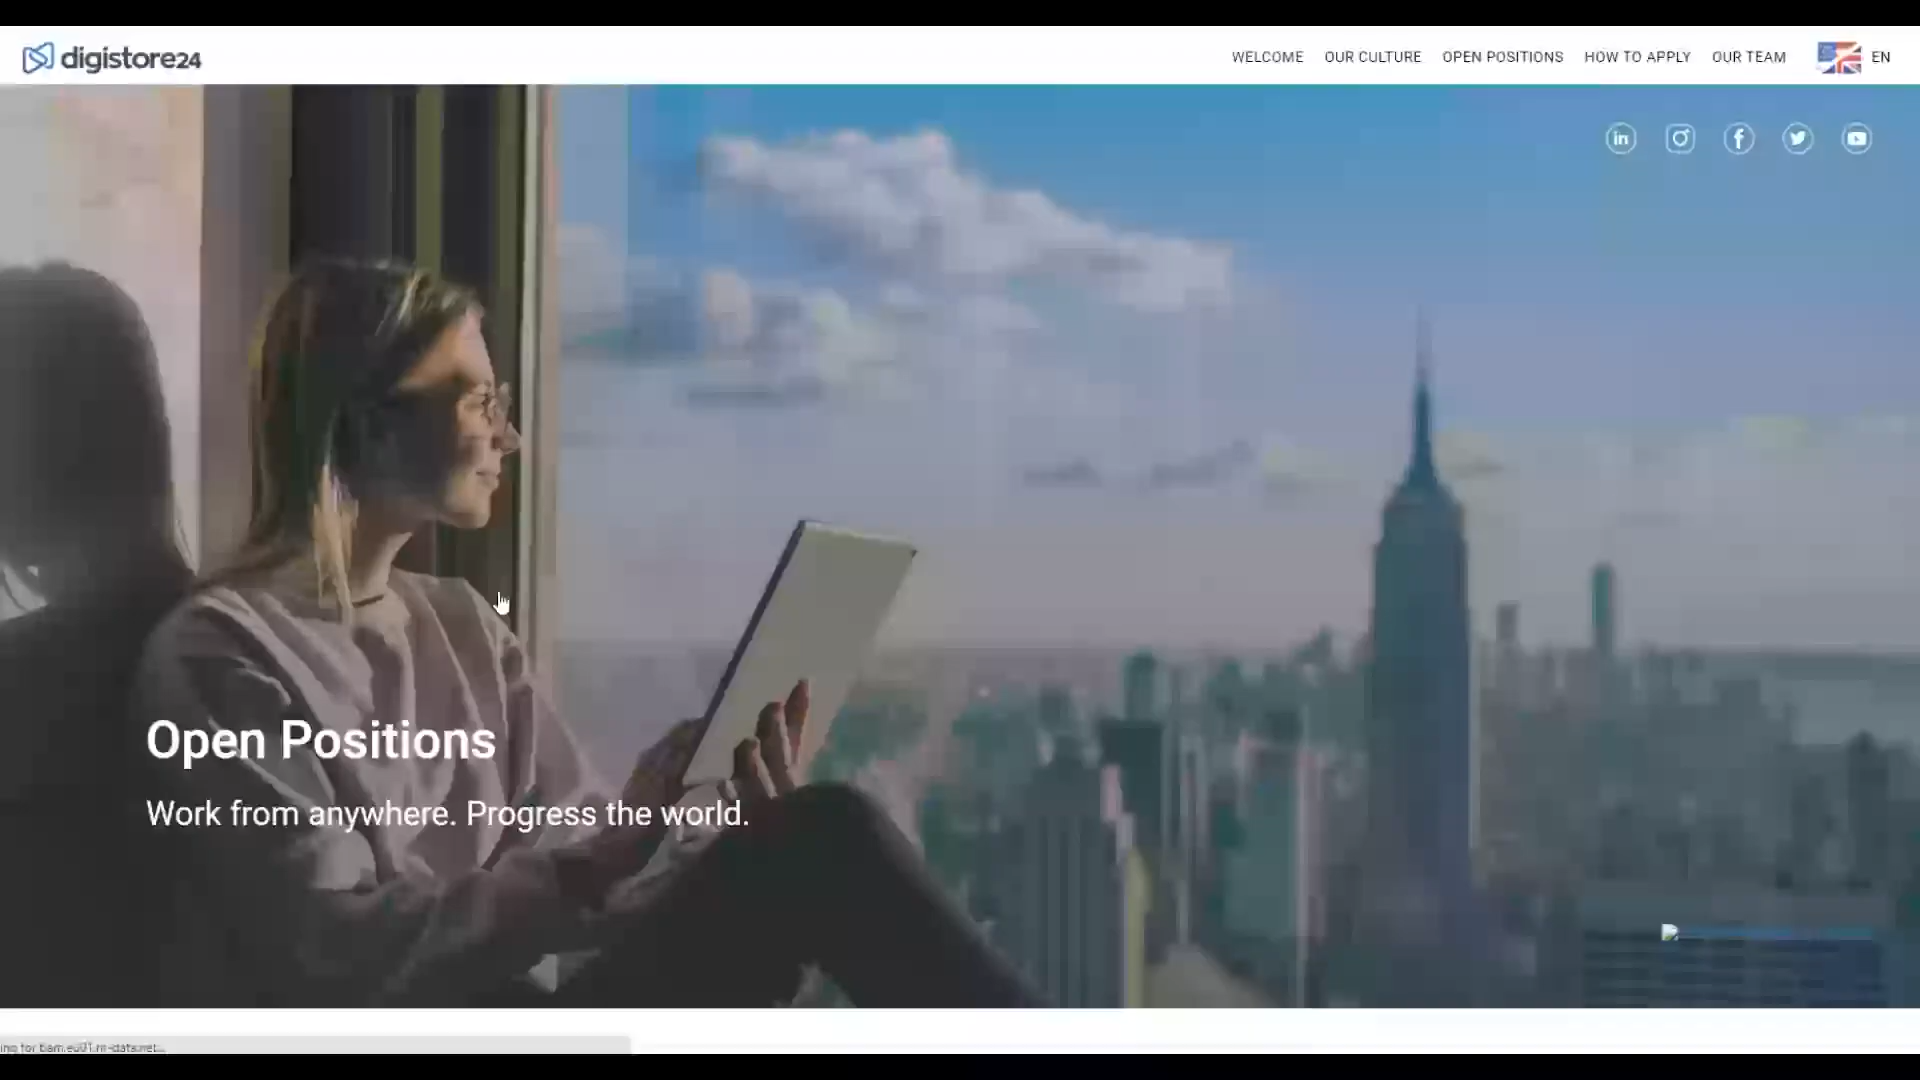 digistore24
WELCOME
OUR CULTURE
OPEN POSITIONS
HOW TO APPLY
OUR TEAM
EN
Open Positions
Work from anywhere. Progress the world.